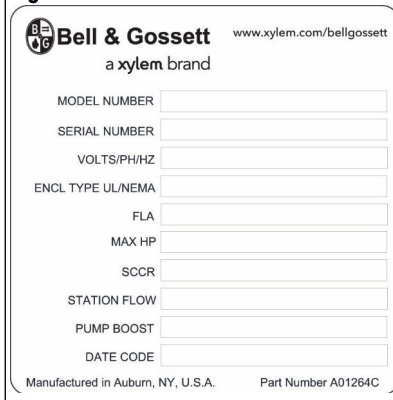 Bell & Gossett
www.xylem.com/bellgossett
a xylem brand
MODEL NUMBER
SERIAL NUMBER
VOLTS/PH/HZ
ENCL TYPE UL/NEMA
FLA
MAX HP
SCCR
STATION FLOW
PUMP BOOST
DATE CODE
Manufactured in Auburn, NY, U.S.A.
Part Number A01264C